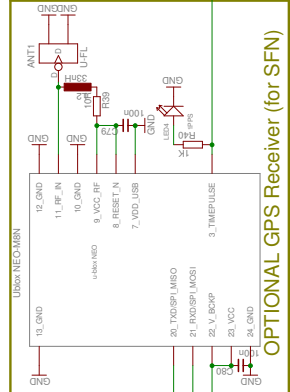 GND
GND
ANT1
U-FL
D
D
33nH
10R
R39
GND
GND
C79
100n
GND
GND
LED4
1PPS
R40
1K
12_GND
11_RF_IN
10_GND
9_VCC_RF
8_RESET_N
7_VDD_USB
3_TIMEPULSE
Ublox NEO-M8N
u-blox NEO
13_GND
20_TXD/SPI_MISO
21_RXD/SPI_MOSI
22_V_BCKP
23_VCC
24_GND
GND
C80
100n
GND
OPTIONAL GPS Receiver (for SFN)